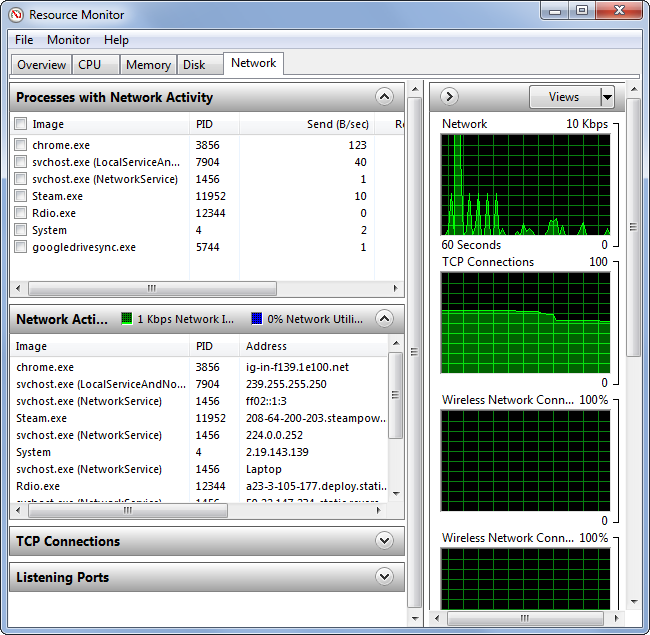 Resource Monitor
File Monitor Help
Overview CPU Memory Disk Network
Processes with Network Activity
Image PID Send (B/sec)
chrome.exe 3856 123
svchost.exe (LocalServiceAn... 7904 40
svchost.exe (NetworkService) 1456 1
Steam.exe 11952 10
Rdio.exe 12344 0
System 4 2
googledrivesync.exe 5744 1
Network Acti... 1 Kbps Network I... 0% Network Utili...
Image PID Address
chrome.exe 3856 ig-in-f139.1e100.net
svchost.exe (LocalServiceAndNo... 7904 239.255.255.250
svchost.exe (NetworkService) 1456 ff02::1:3
Steam.exe 11952 208-64-200-203.steampow...
svchost.exe (NetworkService) 1456 224.0.0.252
System 4 2.19.143.139
svchost.exe (NetworkService) 1456 Laptop
Rdio.exe 12344 a23-3-105-177.deploy.stati...
TCP Connections
Listening Ports
Views
Network 10 Kbps
60 Seconds 0
TCP Connections 100
0
Wireless Network Conn... 100%
0
Wireless Network Conn... 100%